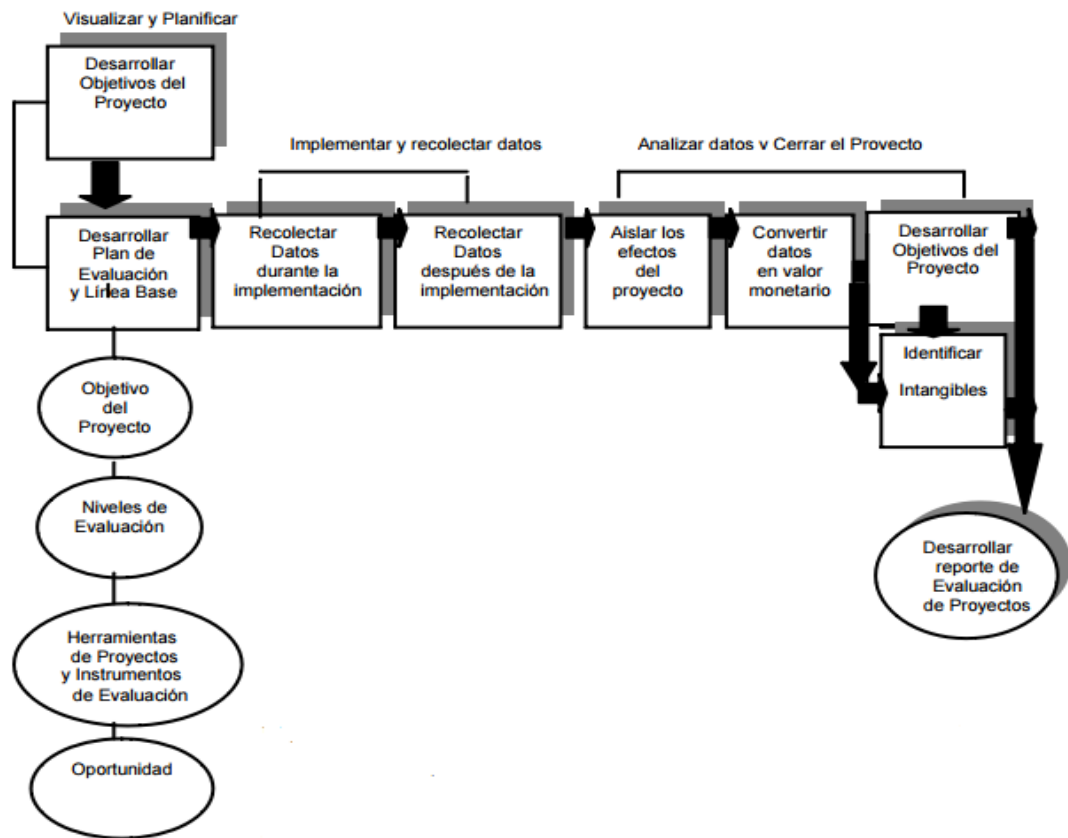 Visualizar y Planificar
Desarrollar
Objetivos del
Proyecto
Implementar y recolectar datos
Analizar datos v Cerrar el Provecto
Desarrollar
Plan de
Evaluación
y Línea Base
Recolectar
Datos
durante la
implementación
Recolectar
Datos
después de la
implementación
Aislar los
efectos
del
proyecto
Convertir
datos
en valor
monetario
Desarrollar
Objetivos del
Proyecto
Identificar
Intangibles
Objetivo
del
Proyecto
Niveles de
Evaluación
Herramientas
de Proyectos
y Instrumentos
de Evaluación
Oportunidad
Desarrollar
reporte de
Evaluación
de Proyectos